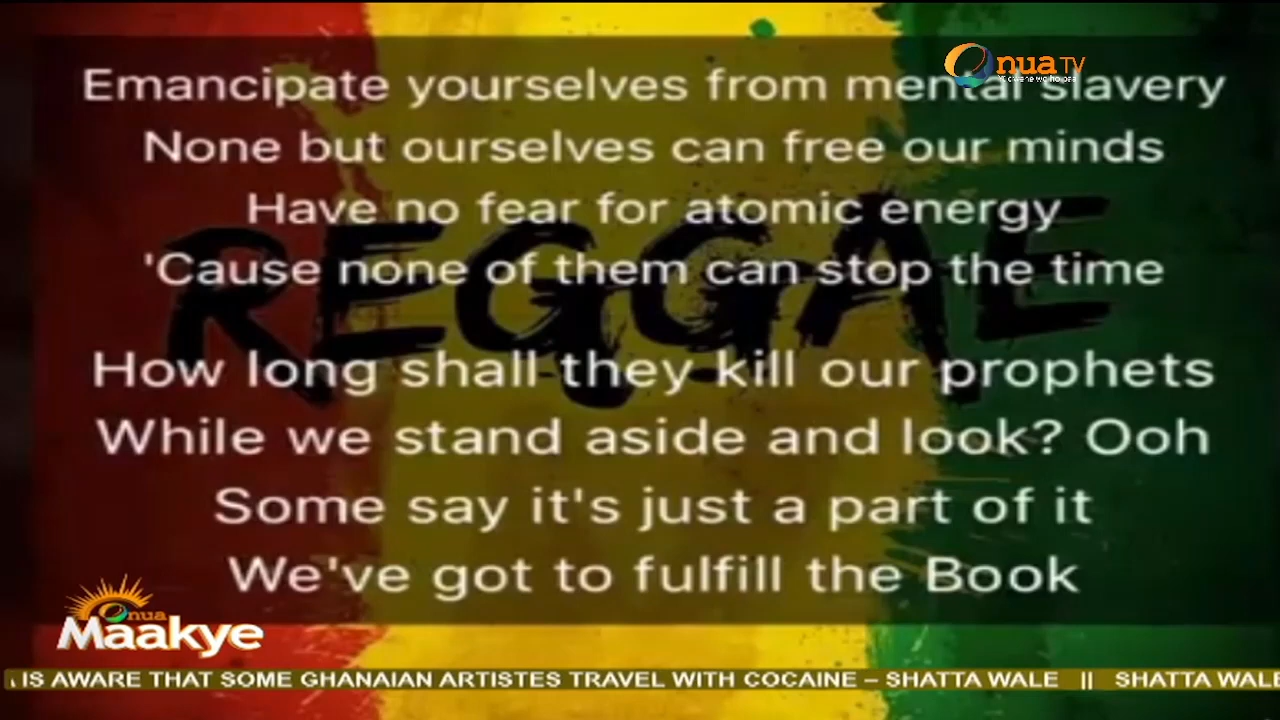 Onua TV
Emancipate yourselves from mental slavery
None but ourselves can free our minds
Have no fear for atomic energy
'Cause none of them can stop the time
REGGAE
How long shall they kill our prophets
While we stand aside and look? Ooh
Some say it's just a part of it
We've got to fulfill the Book
Onua
Maakye
IS AWARE THAT SOME GHANAIAN ARTISTES TRAVEL WITH COCAINE – SHATTA WALE || SHATTA WALE